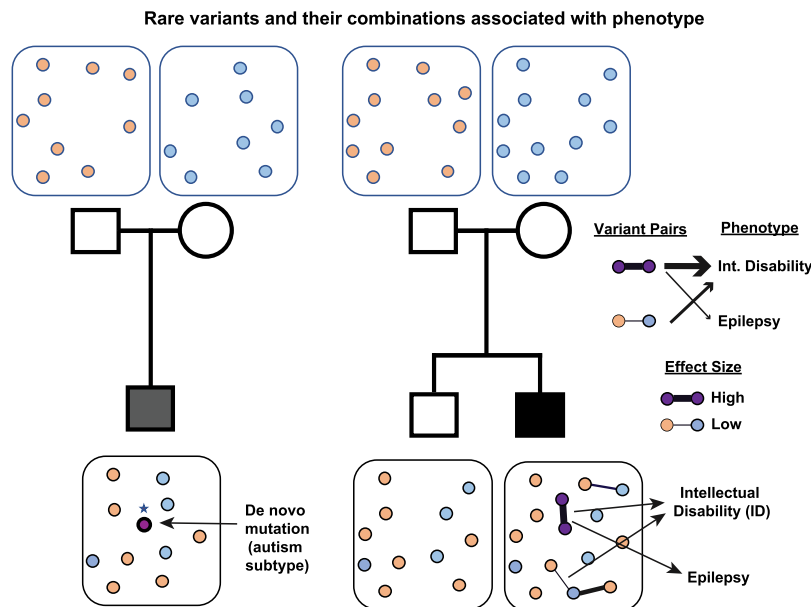 Rare variants and their combinations associated with phenotype
Variant Pairs
Phenotype
Int. Disability
Epilepsy
Effect Size
High
Low
De novo
mutation
(autism
subtype)
Intellectual
Disability (ID)
Epilepsy